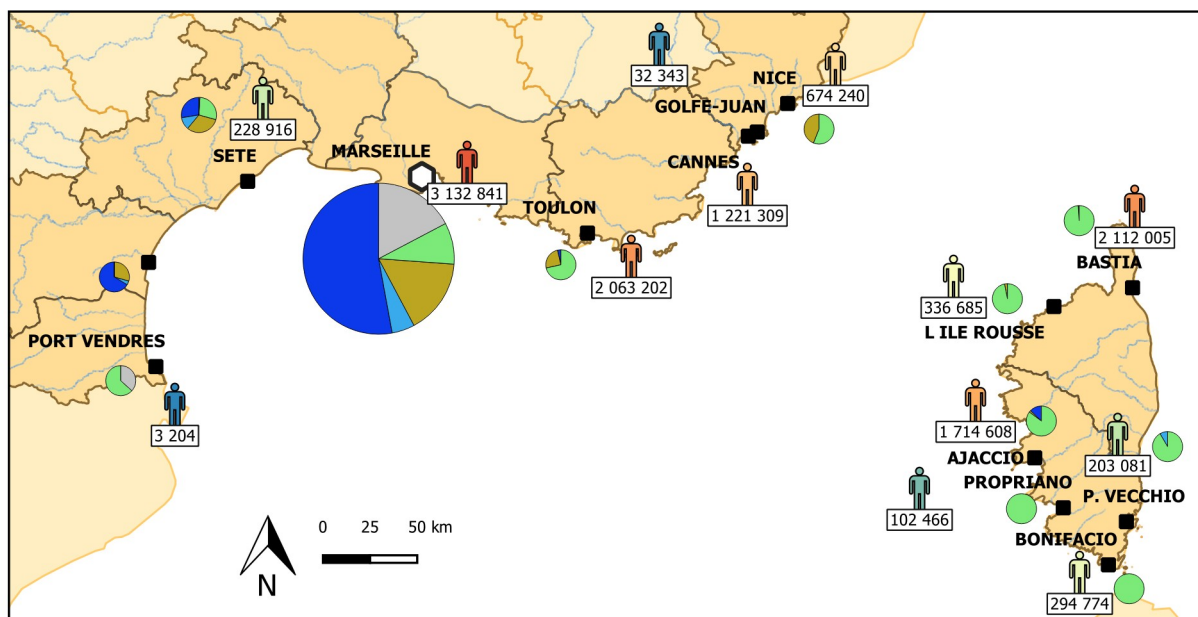 32 343
NICE
674 240
GOLFE-JUAN
228 916
MARSEILLE
SETE
3 132 841
CANNES
1 221 309
TOULON
2 063 202
2 112 005
BASTIA
336 685
L ILE ROUSSE
PORT VENDRES
3 204
1 714 608
AJACCIO
203 081
PROPRIANO
P. VECCHIO
102 466
BONIFACIO
294 774
0 25 50 km
N